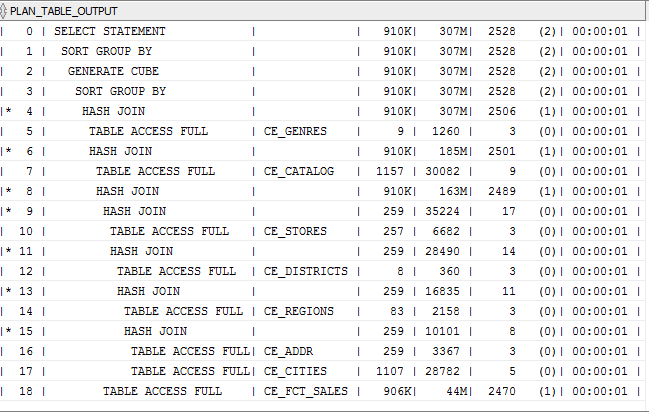 PLAN_TABLE_OUTPUT
|   0 | SELECT STATEMENT             |              |   910K|   307M|  2528   (2)| 00:00:01 |
|   1 |  SORT GROUP BY               |              |   910K|   307M|  2528   (2)| 00:00:01 |
|   2 |   GENERATE CUBE              |              |   910K|   307M|  2528   (2)| 00:00:01 |
|   3 |    SORT GROUP BY             |              |   910K|   307M|  2528   (2)| 00:00:01 |
|*  4 |     HASH JOIN                |              |   910K|   307M|  2506   (1)| 00:00:01 |
|   5 |      TABLE ACCESS FULL       | CE_GENRES    |     9 |  1260 |     3   (0)| 00:00:01 |
|*  6 |      HASH JOIN               |              |   910K|   185M|  2501   (1)| 00:00:01 |
|   7 |       TABLE ACCESS FULL      | CE_CATALOG   |  1157 | 30082 |     9   (0)| 00:00:01 |
|*  8 |       HASH JOIN              |              |   910K|   163M|  2489   (1)| 00:00:01 |
|*  9 |        HASH JOIN             |              |   259 | 35224 |    17   (0)| 00:00:01 |
|  10 |         TABLE ACCESS FULL    | CE_STORES    |   257 |  6682 |     3   (0)| 00:00:01 |
|* 11 |         HASH JOIN            |              |   259 | 28490 |    14   (0)| 00:00:01 |
|  12 |          TABLE ACCESS FULL   | CE_DISTRICTS |     8 |   360 |     3   (0)| 00:00:01 |
|* 13 |          HASH JOIN           |              |   259 | 16835 |    11   (0)| 00:00:01 |
|  14 |           TABLE ACCESS FULL  | CE_REGIONS   |    83 |  2158 |     3   (0)| 00:00:01 |
|* 15 |           HASH JOIN          |              |   259 | 10101 |     8   (0)| 00:00:01 |
|  16 |            TABLE ACCESS FULL| CE_ADDR      |   259 |  3367 |     3   (0)| 00:00:01 |
|  17 |            TABLE ACCESS FULL| CE_CITIES    |  1107 | 28782 |     5   (0)| 00:00:01 |
|  18 |        TABLE ACCESS FULL     | CE_FCT_SALES |   906K|    44M|  2470   (1)| 00:00:01 |